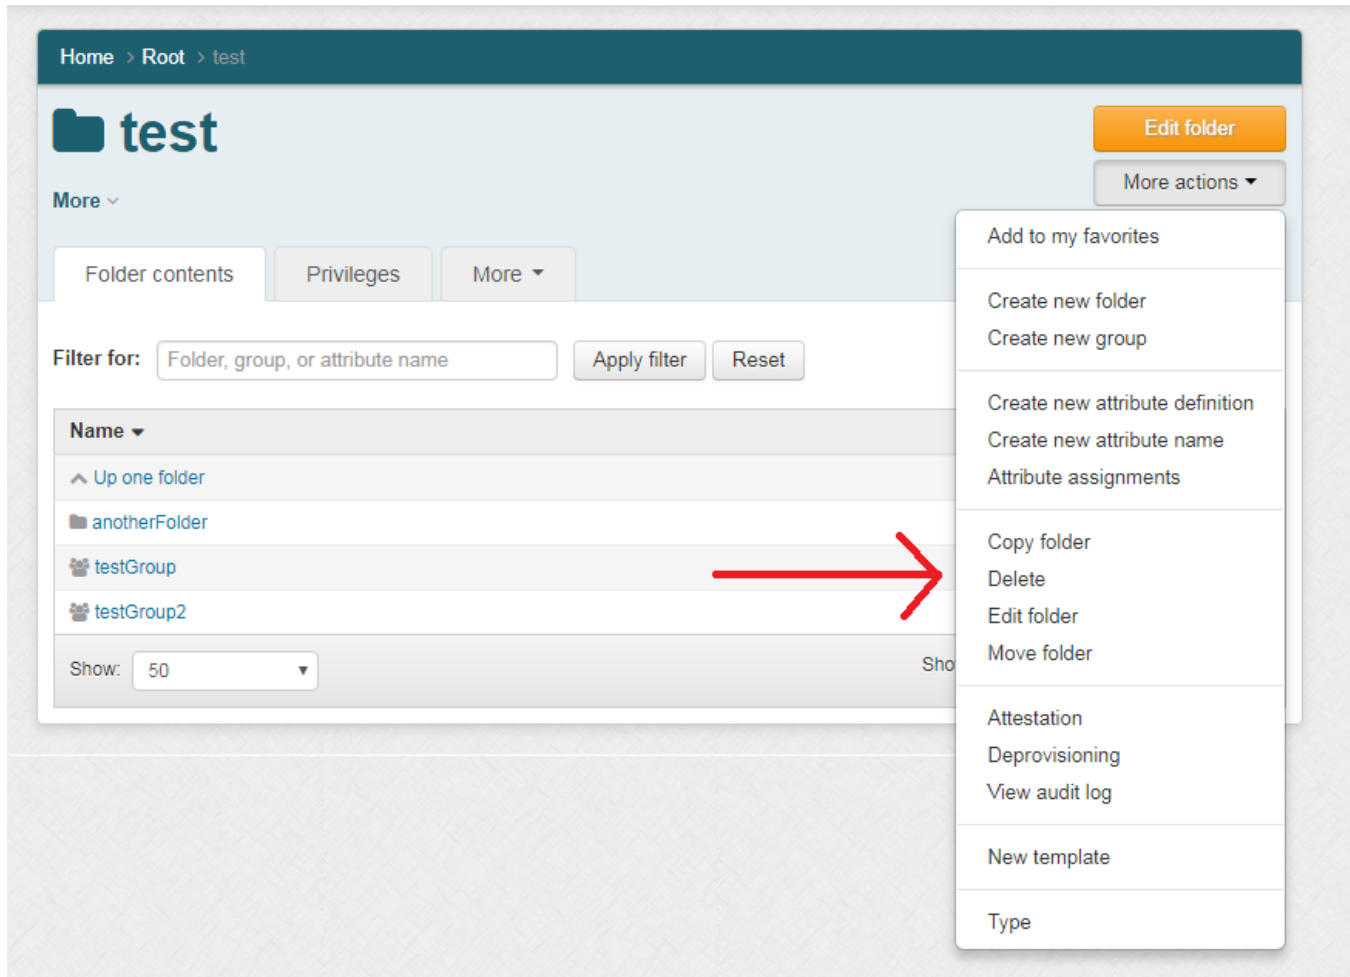 Home > Root > test
test
Edit folder
More actions
More
Folder contents
Privileges
More
Filter for:
Folder, group, or attribute name
Apply filter
Reset
Name
Up one folder
anotherFolder
testGroup
testGroup2
Show:
50
Add to my favorites
Create new folder
Create new group
Create new attribute definition
Create new attribute name
Attribute assignments
Copy folder
Delete
Edit folder
Move folder
Attestation
Deprovisioning
View audit log
New template
Type